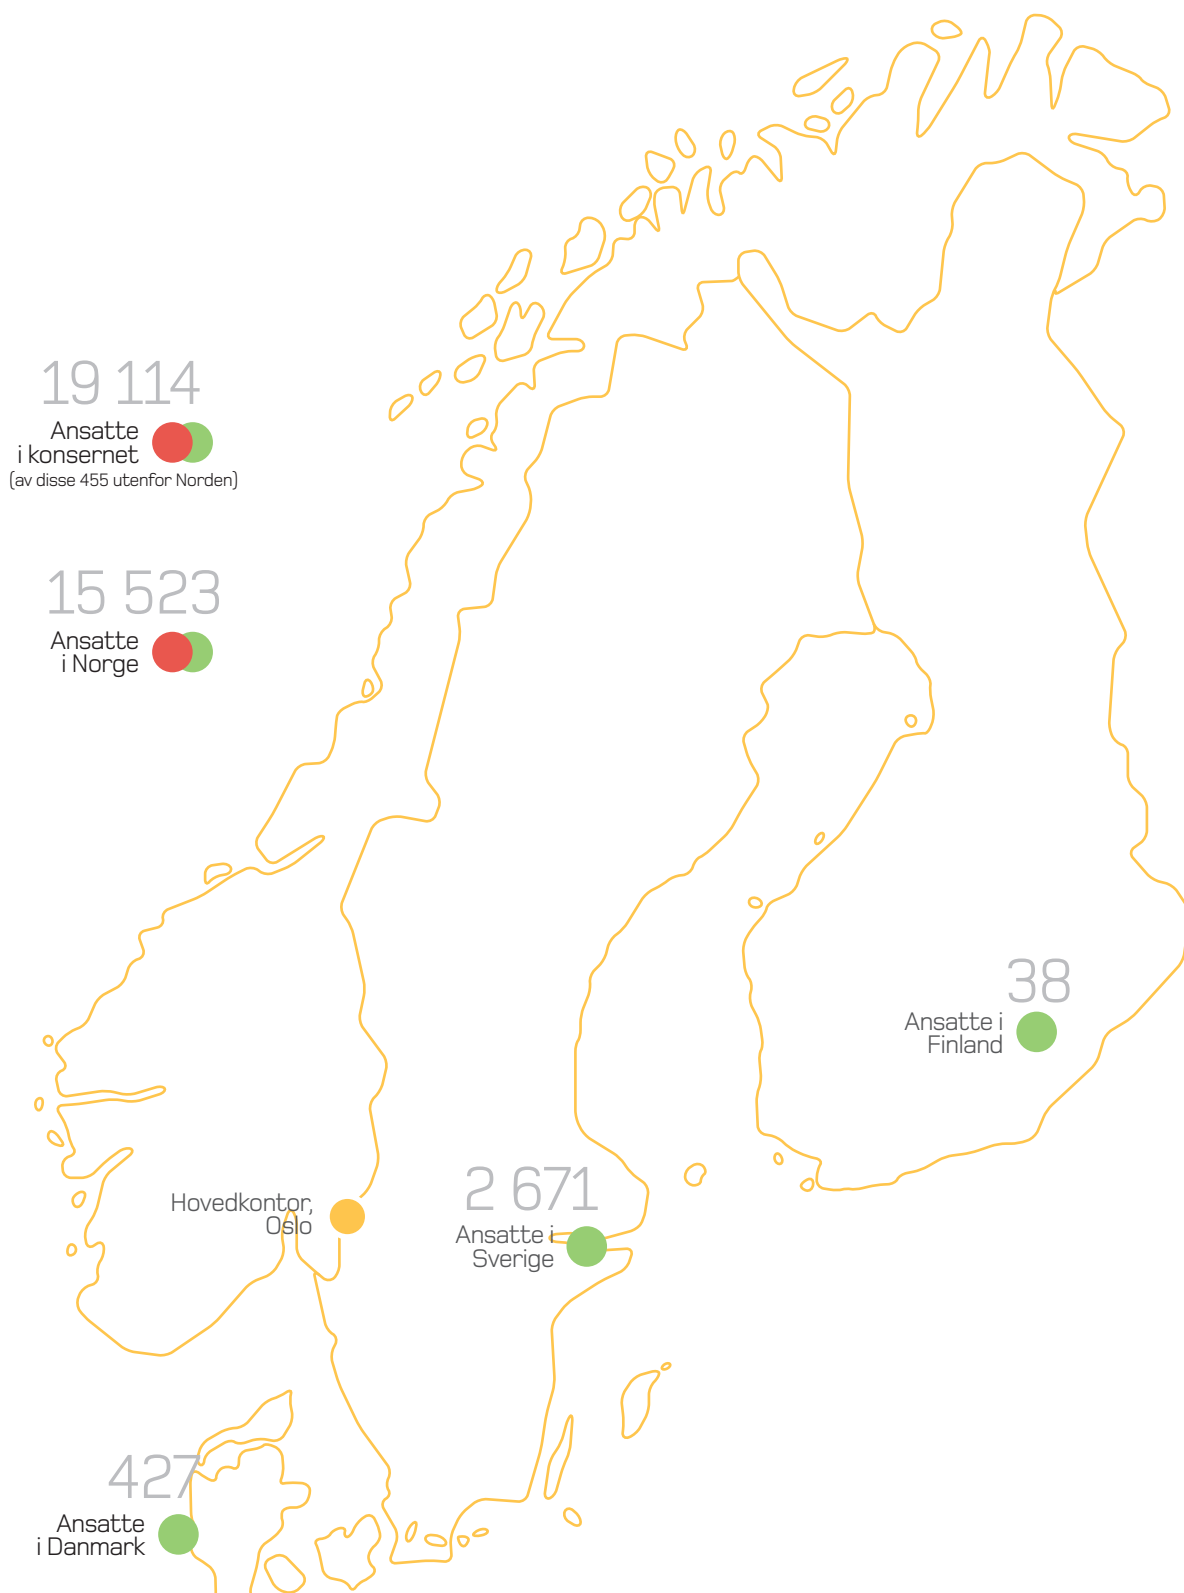 19 114
Ansatte
i konsernet
(av disse 455 utenfor Norden)
15 523
Ansatte
i Norge
38
Ansatte i
Finland
2 671
Ansatte i
Sverige
Hovedkontor,
Oslo
427
Ansatte
i Danmark